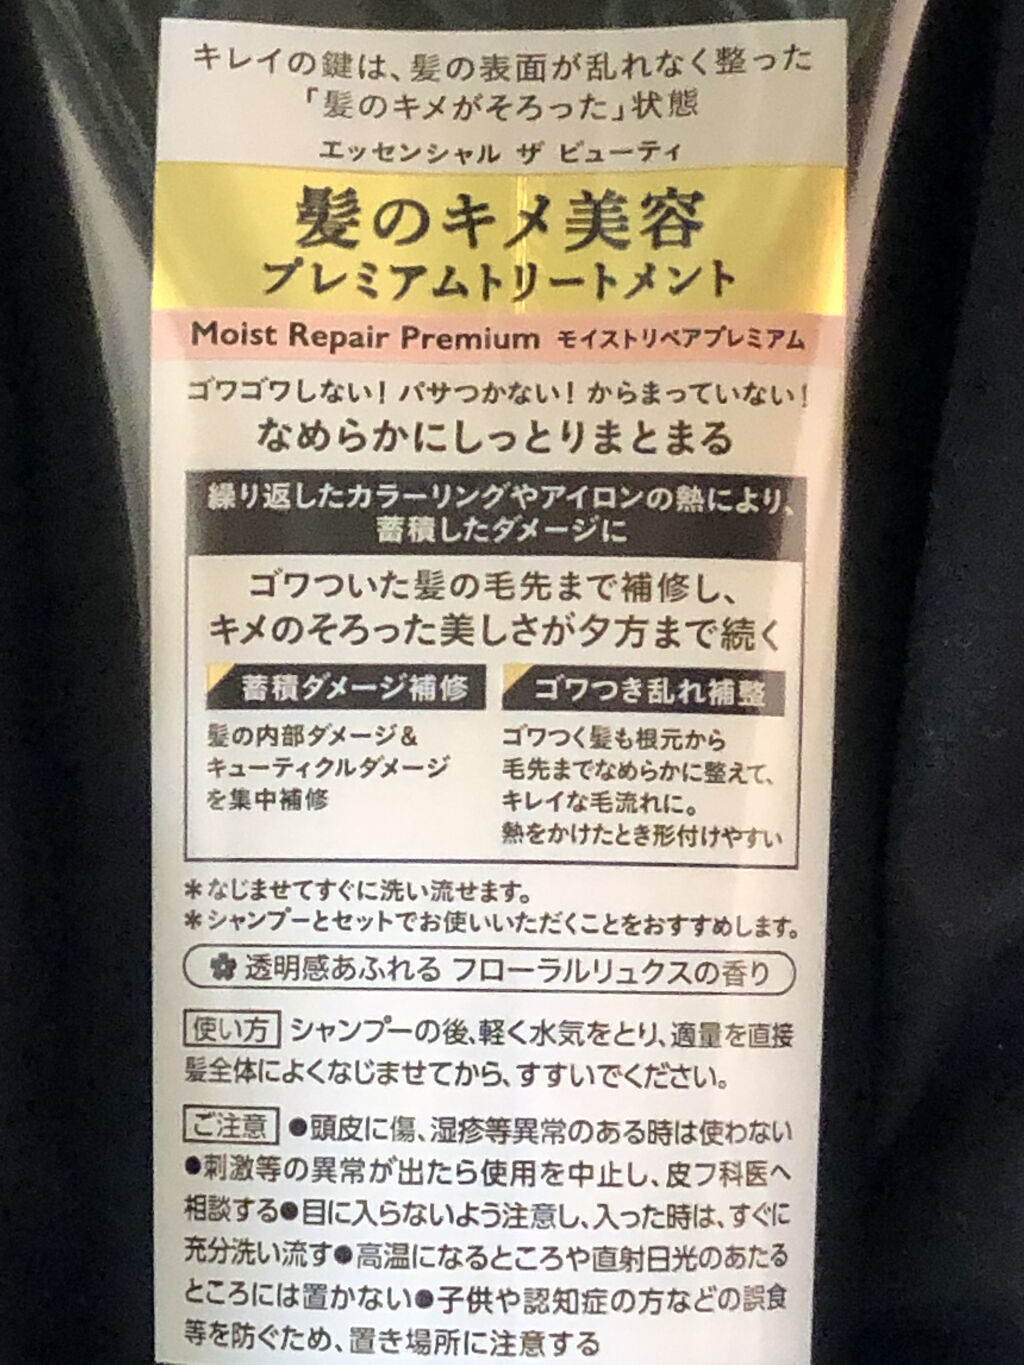 キレイの鍵は、髪の表面が乱れなく整った
「髪のキメがそろった」状態
エッセンシャル ザ ビューティ
髪のキメ美容
プレミアムトリートメント
Moist Repair Premium モイストリペアプレミアム
ゴワゴワしない! パサつかない! からまっていない!
なめらかにしっとりまとまる
繰り返したカラーリングやアイロンの熱により、
蓄積したダメージに
ゴワついた髪の毛先まで補修し、
キメのそろった美しさが夕方まで続く
蓄積ダメージ補修
髪の内部ダメージ&
キューティクルダメージ
を集中補修
ゴワつき乱れ補整
ゴワつく髪も根元から
毛先までなめらかに整えて、
キレイな毛流れに。
熱をかけたとき形付けやすい
＊なじませてすぐに洗い流せます。
＊シャンプーとセットでお使いいただくことをおすすめします。
透明感あふれる フローラルリュクスの香り
使い方 シャンプーの後、軽く水気をとり、適量を直接
髪全体によくなじませてから、すすいでください。
ご注意 ●頭皮に傷、湿疹等異常のある時は使わない
●刺激等の異常が出たら使用を中止し、皮フ科医へ
相談する●目に入らないよう注意し、入った時は、すぐに
充分洗い流す●高温になるところや直射日光のあたる
ところには置かない●子供や認知症の方などの誤食
等を防ぐため、置き場所に注意する